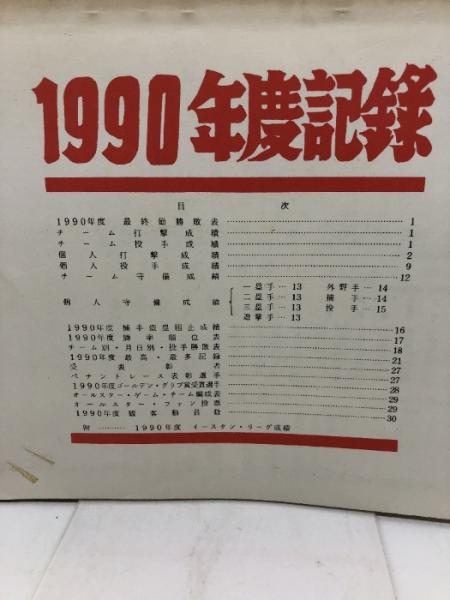 1990年度記録
目次
1990年度 最終勤勝敗表 1
チーム打撃成績 1
チーム投手成績 1
個人打撃成績 2
個人投手成績 9
チーム守備成績 12
個人守備成績
一塁手… 13 外野手… 14
二塁手… 13 捕手… 14
三塁手… 13 投手… 15
遊撃手… 13
1990年度捕手盗塁阻止成績 16
1990年度勝率順位表 17
チーム別・月日別・投手勝敗表 18
1990年度最高・最多記録 21
受表彰者 27
ペナントレース表彰選手 27
1990年度ゴールデン・グラブ賞受賞選手 28
オールスター・ゲーム・チーム編成表 29
オールスター・ファン投票 29
1990年度観客動員数 30
附 1990年度 イースタン・リーグ成績